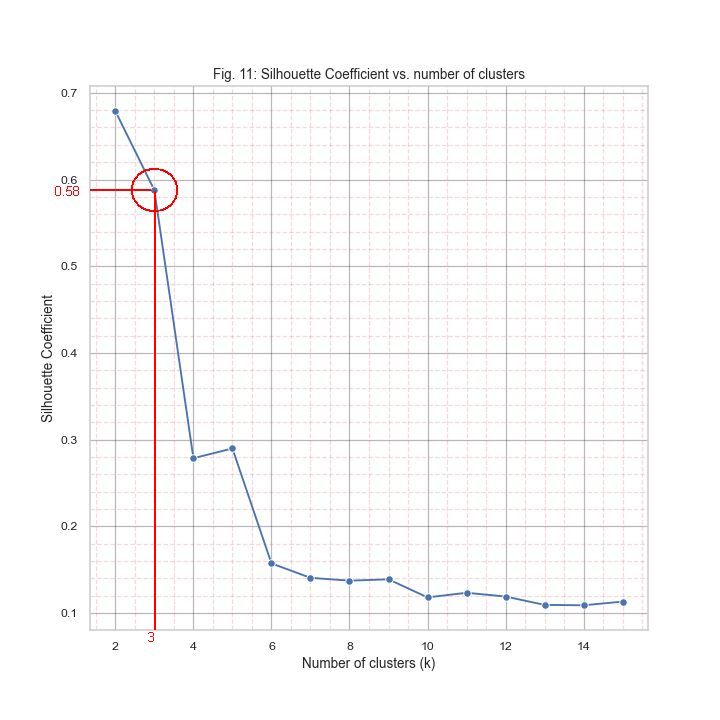 Fig. 11: Silhouette Coefficient vs. number of clusters
0.7
0.6
0.58
0.5
0.4
0.3
0.2
0.1
Silhouette Coefficient
3
2 4 6 8 10 12 14
Number of clusters (k)